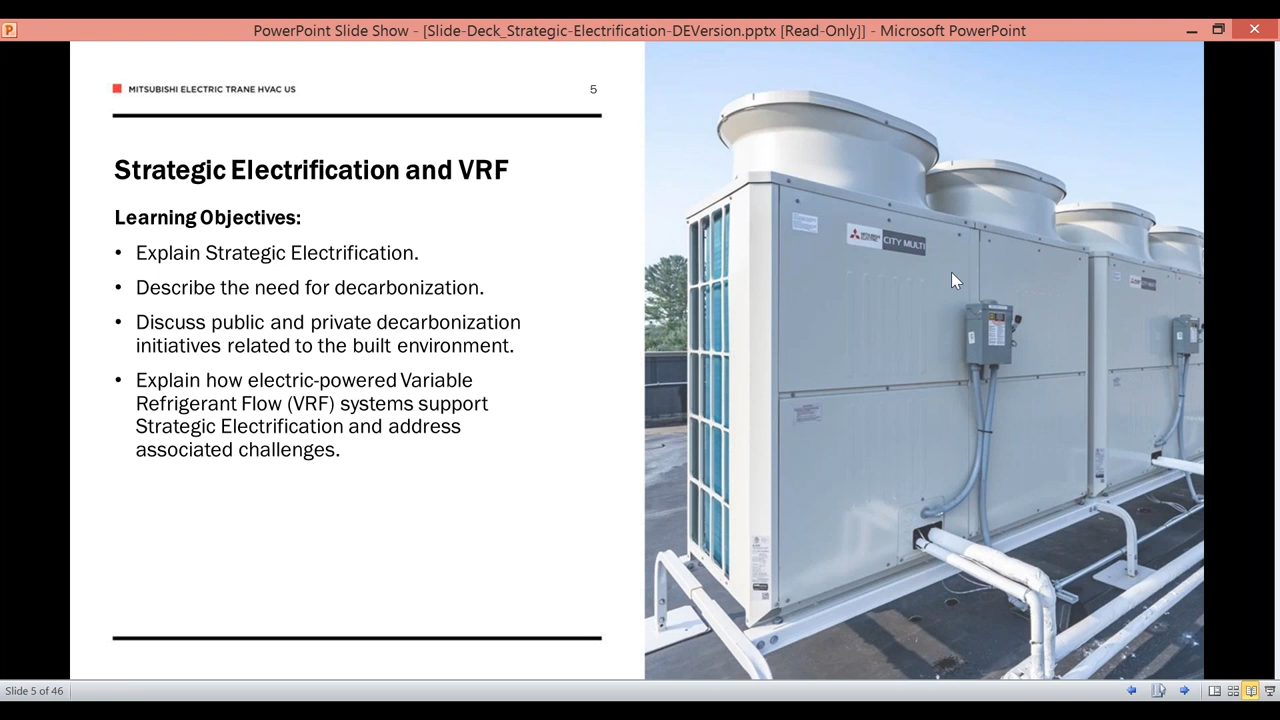 PowerPoint Slide Show - [Slide-Deck_Strategic-Electrification-DEVersion.pptx [Read-Only]] - Microsoft PowerPoint
MITSUBISHI ELECTRIC TRANE HVAC US
5
Strategic Electrification and VRF
Learning Objectives:
• Explain Strategic Electrification.
• Describe the need for decarbonization.
• Discuss public and private decarbonization
initiatives related to the built environment.
• Explain how electric-powered Variable
Refrigerant Flow (VRF) systems support
Strategic Electrification and address
associated challenges.
MITSUBISHI
ELECTRIC
CITY MULTI
Slide 5 of 46